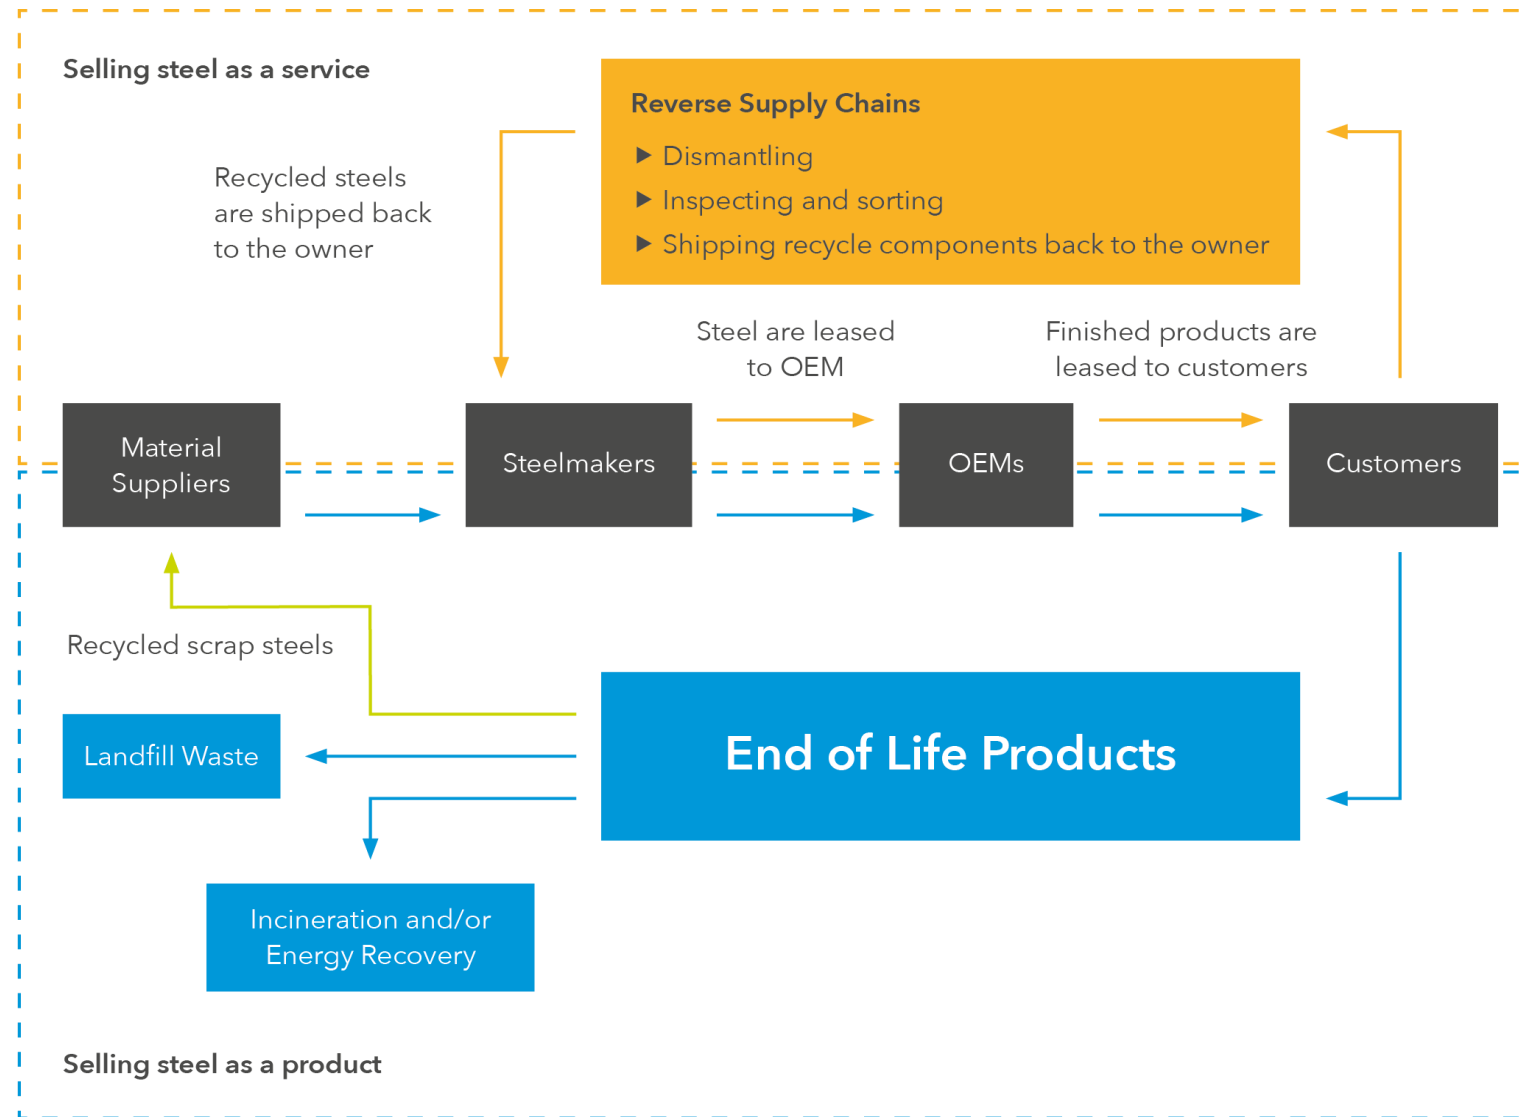 Selling steel as a service
Reverse Supply Chains
Dismantling
Inspecting and sorting
Shipping recycle components back to the owner
Recycled steels
are shipped back
to the owner
Steel are leased
to OEM
Finished products are
leased to customers
Material
Suppliers
Steelmakers
OEMs
Customers
Recycled scrap steels
Landfill Waste
End of Life Products
Incineration and/or
Energy Recovery
Selling steel as a product